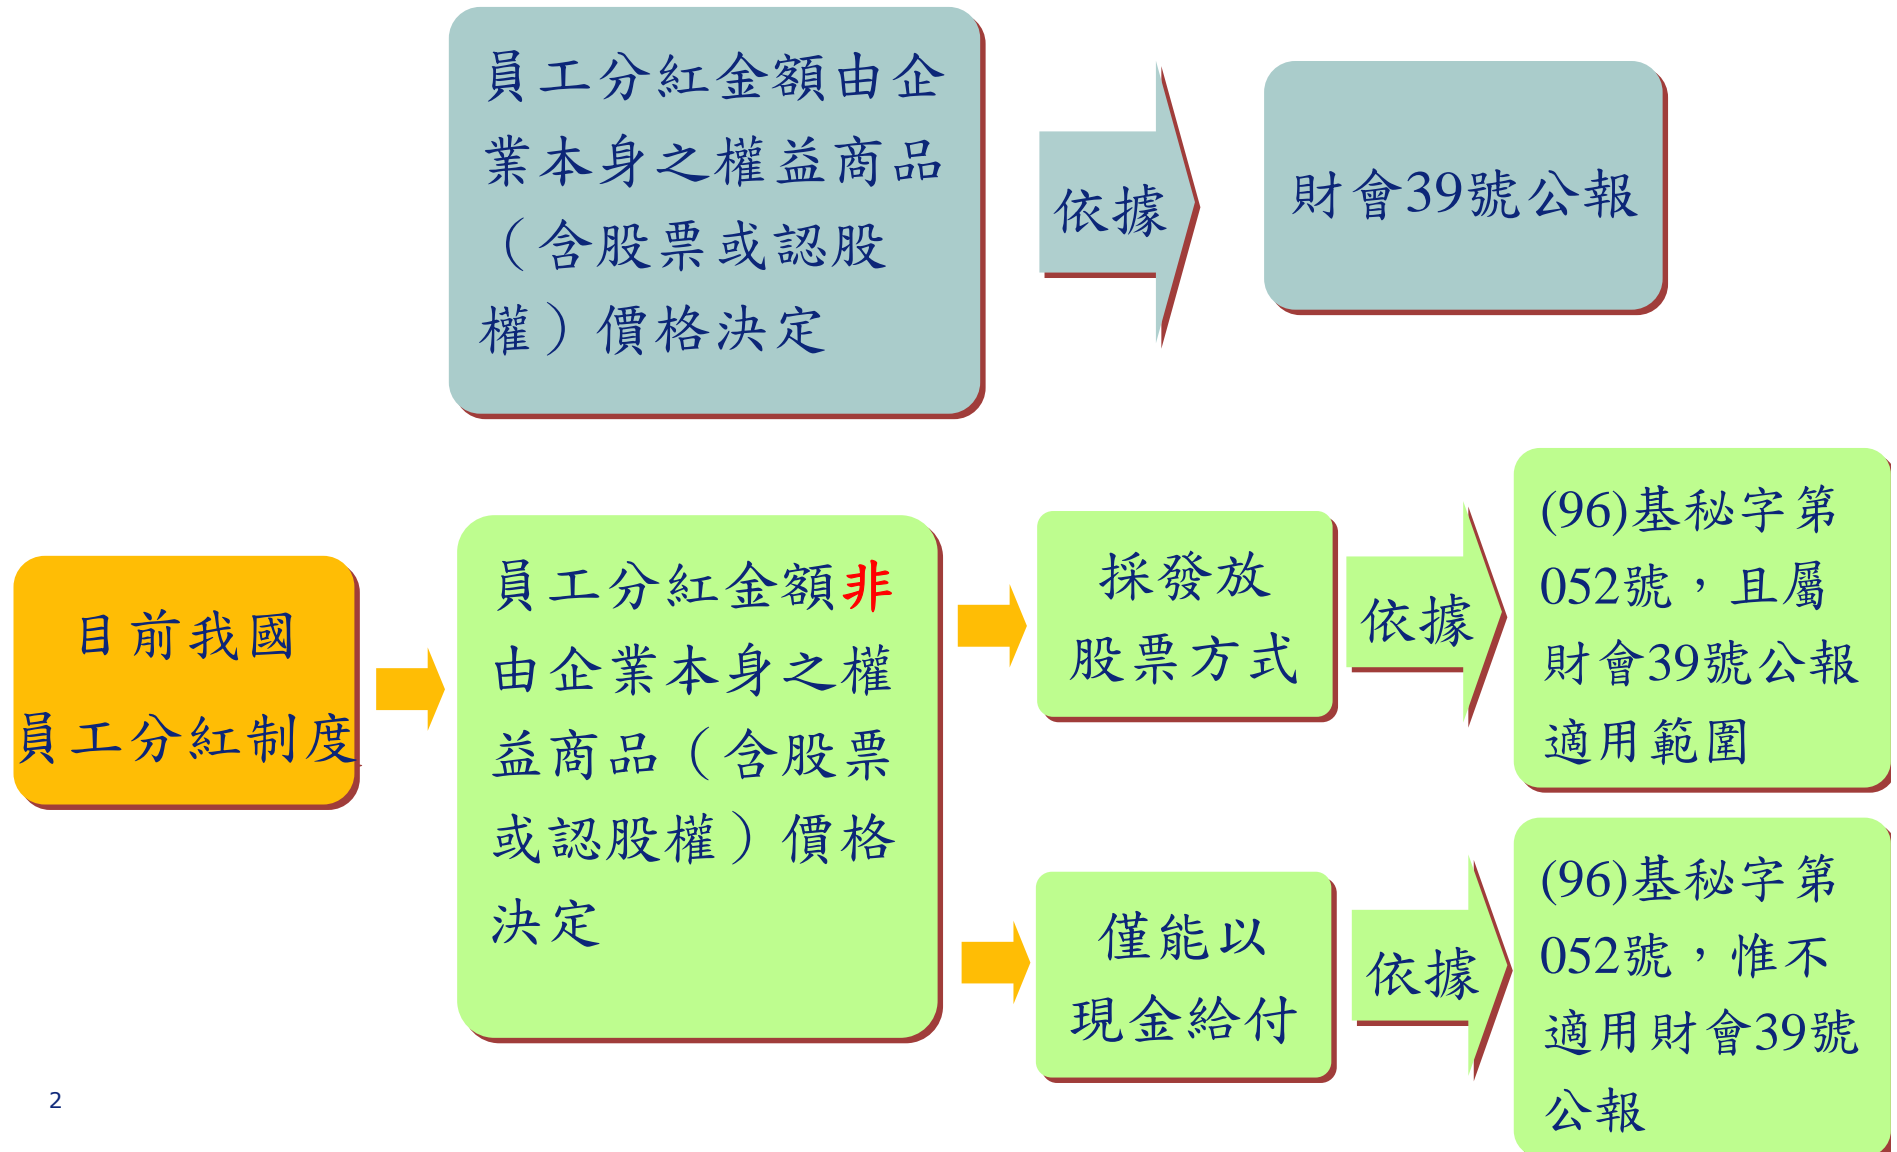 員工分紅金額由企
業本身之權益商品
（含股票或認股
權）價格決定
依據
財會39號公報
目前我國
員工分紅制度
員工分紅金額非
由企業本身之權
益商品（含股票
或認股權）價格
決定
採發放
股票方式
依據
(96)基秘字第
052號，且屬
財會39號公報
適用範圍
僅能以
現金給付
依據
(96)基秘字第
052號，惟不
適用財會39號
公報
2